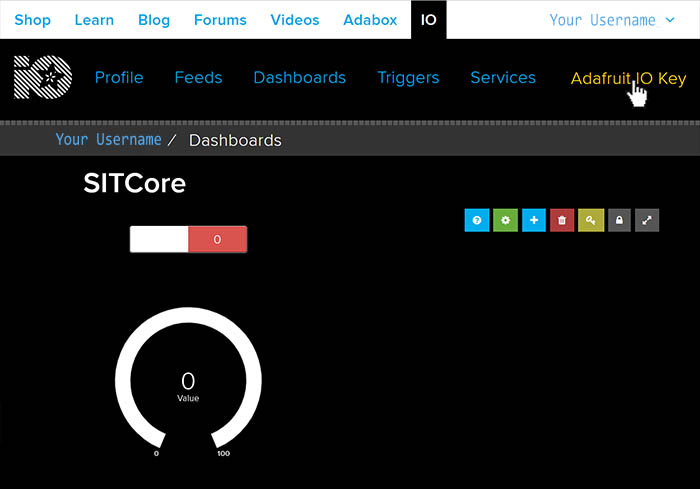 Shop Learn Blog Forums Videos Adabox IO Your Username
IO Profile Feeds Dashboards Triggers Services Adafruit IO Key
Your Username / Dashboards
SITCore
0
0
Value
0 100